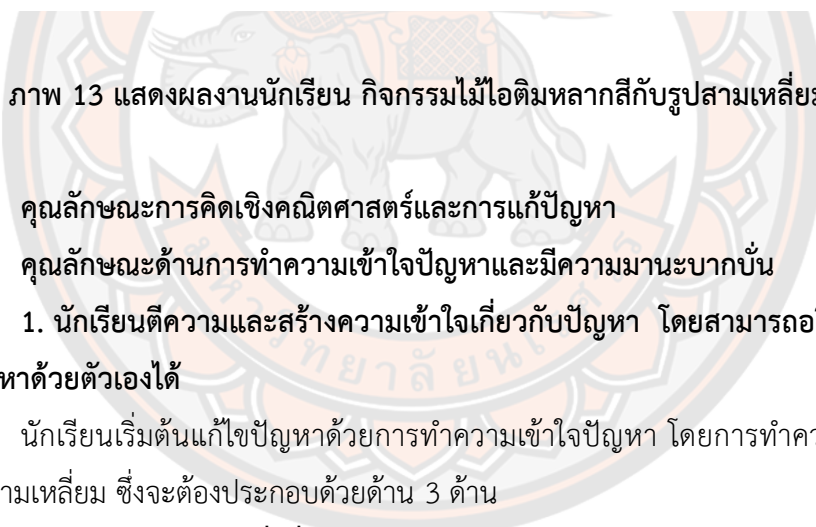 ภาพ 13 แสดงผลงานนักเรียน กิจกรรมไม้ไอติมหลากสีกับรูปสามเหลี่ยม
คุณลักษณะการคิดเชิงคณิตศาสตร์และการแก้ปัญหา
คุณลักษณะด้านการทำความเข้าใจปัญหาและมีความมานะบากบั่น
1. นักเรียนตีความและสร้างความเข้าใจเกี่ยวกับปัญหา โดยสามารถอ
หาด้วยตัวเองได้
นักเรียนเริ่มต้นแก้ไขปัญหาด้วยการทำความเข้าใจปัญหา โดยการทำคว
ามเหลี่ยม ซึ่งจะต้องประกอบด้วยด้าน 3 ด้าน